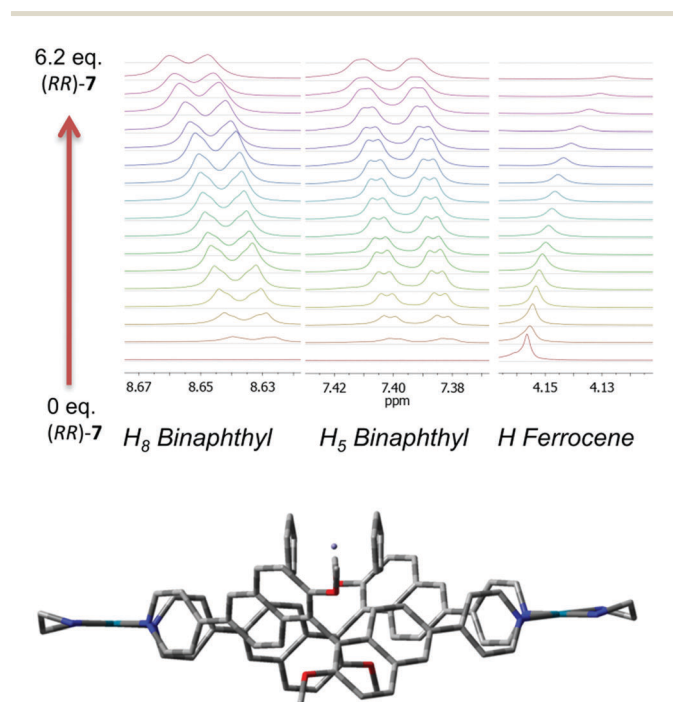 6.2 eq.
(RR)-7
8.67 8.65 8.63 7.42 7.40 7.38 4.15 4.13
ppm
0 eq.
(RR)-7
H8 Binaphthyl H5 Binaphthyl H Ferrocene